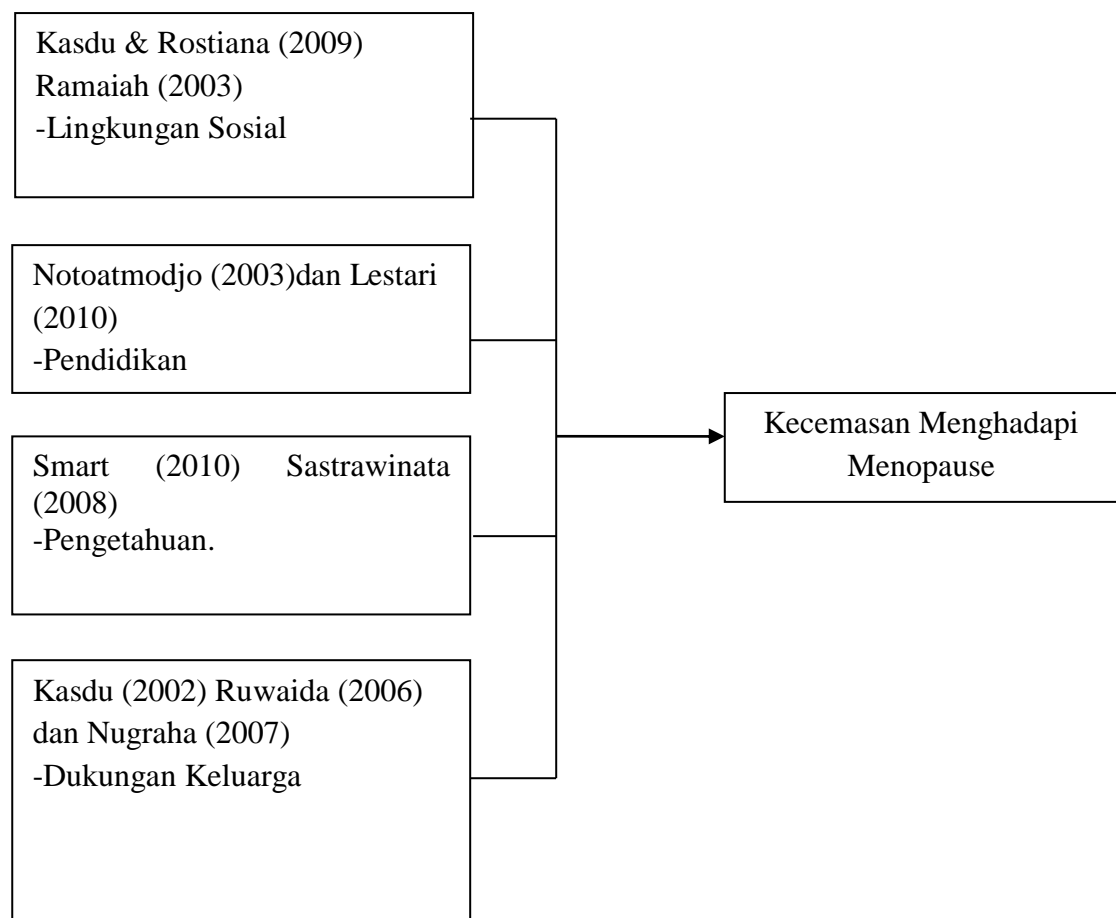 Kasdu & Rostiana (2009)
Ramaiah (2003)
-Lingkungan Sosial
Notoatmodjo (2003)dan Lestari
(2010)
-Pendidikan
Smart (2010) Sastrawinata
(2008)
-Pengetahuan.
Kasdu (2002) Ruwaida (2006)
dan Nugraha (2007)
-Dukungan Keluarga
Kecemasan Menghadapi
Menopause